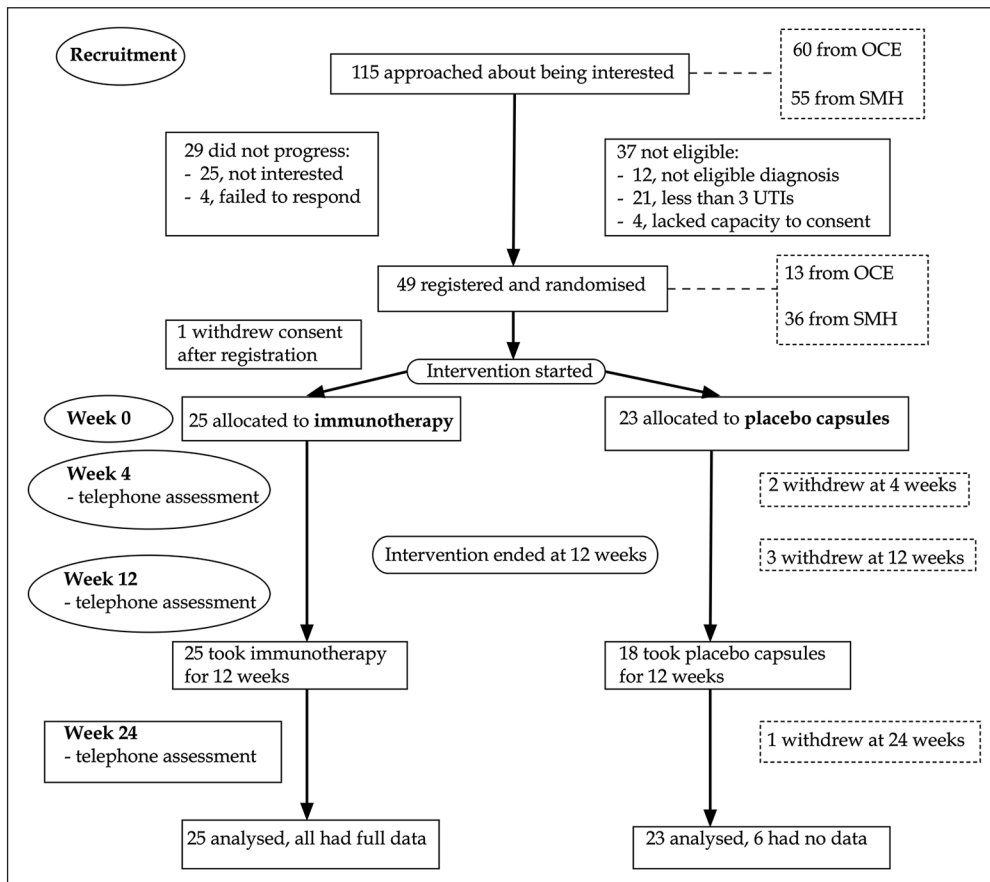 Recruitment
115 approached about being interested
60 from OCE
55 from SMH
29 did not progress:
- 25, not interested
- 4, failed to respond
37 not eligible:
- 12, not eligible diagnosis
- 21, less than 3 UTIs
- 4, lacked capacity to consent
49 registered and randomised
13 from OCE
36 from SMH
1 withdrew consent
after registration
Intervention started
Week 0
25 allocated to immunotherapy
23 allocated to placebo capsules
Week 4
- telephone assessment
2 withdrew at 4 weeks
Intervention ended at 12 weeks
3 withdrew at 12 weeks
Week 12
- telephone assessment
25 took immunotherapy
for 12 weeks
18 took placebo capsules
for 12 weeks
Week 24
- telephone assessment
1 withdrew at 24 weeks
25 analysed, all had full data
23 analysed, 6 had no data